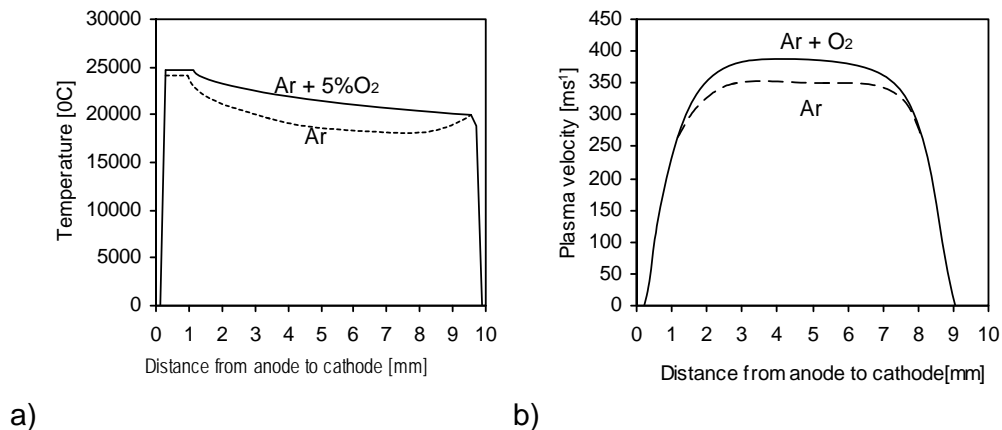 30000
25000
20000
15000
10000
5000
0
Temperature [0C]
Ar + 5%O2
Ar
0 1 2 3 4 5 6 7 8 9 10
Distance from anode to cathode [mm]
a)
450
400
350
300
250
200
150
100
50
0
Plasma velocity [ms1]
Ar + O2
Ar
0 1 2 3 4 5 6 7 8 9 10
Distance from anode to cathode[mm]
b)